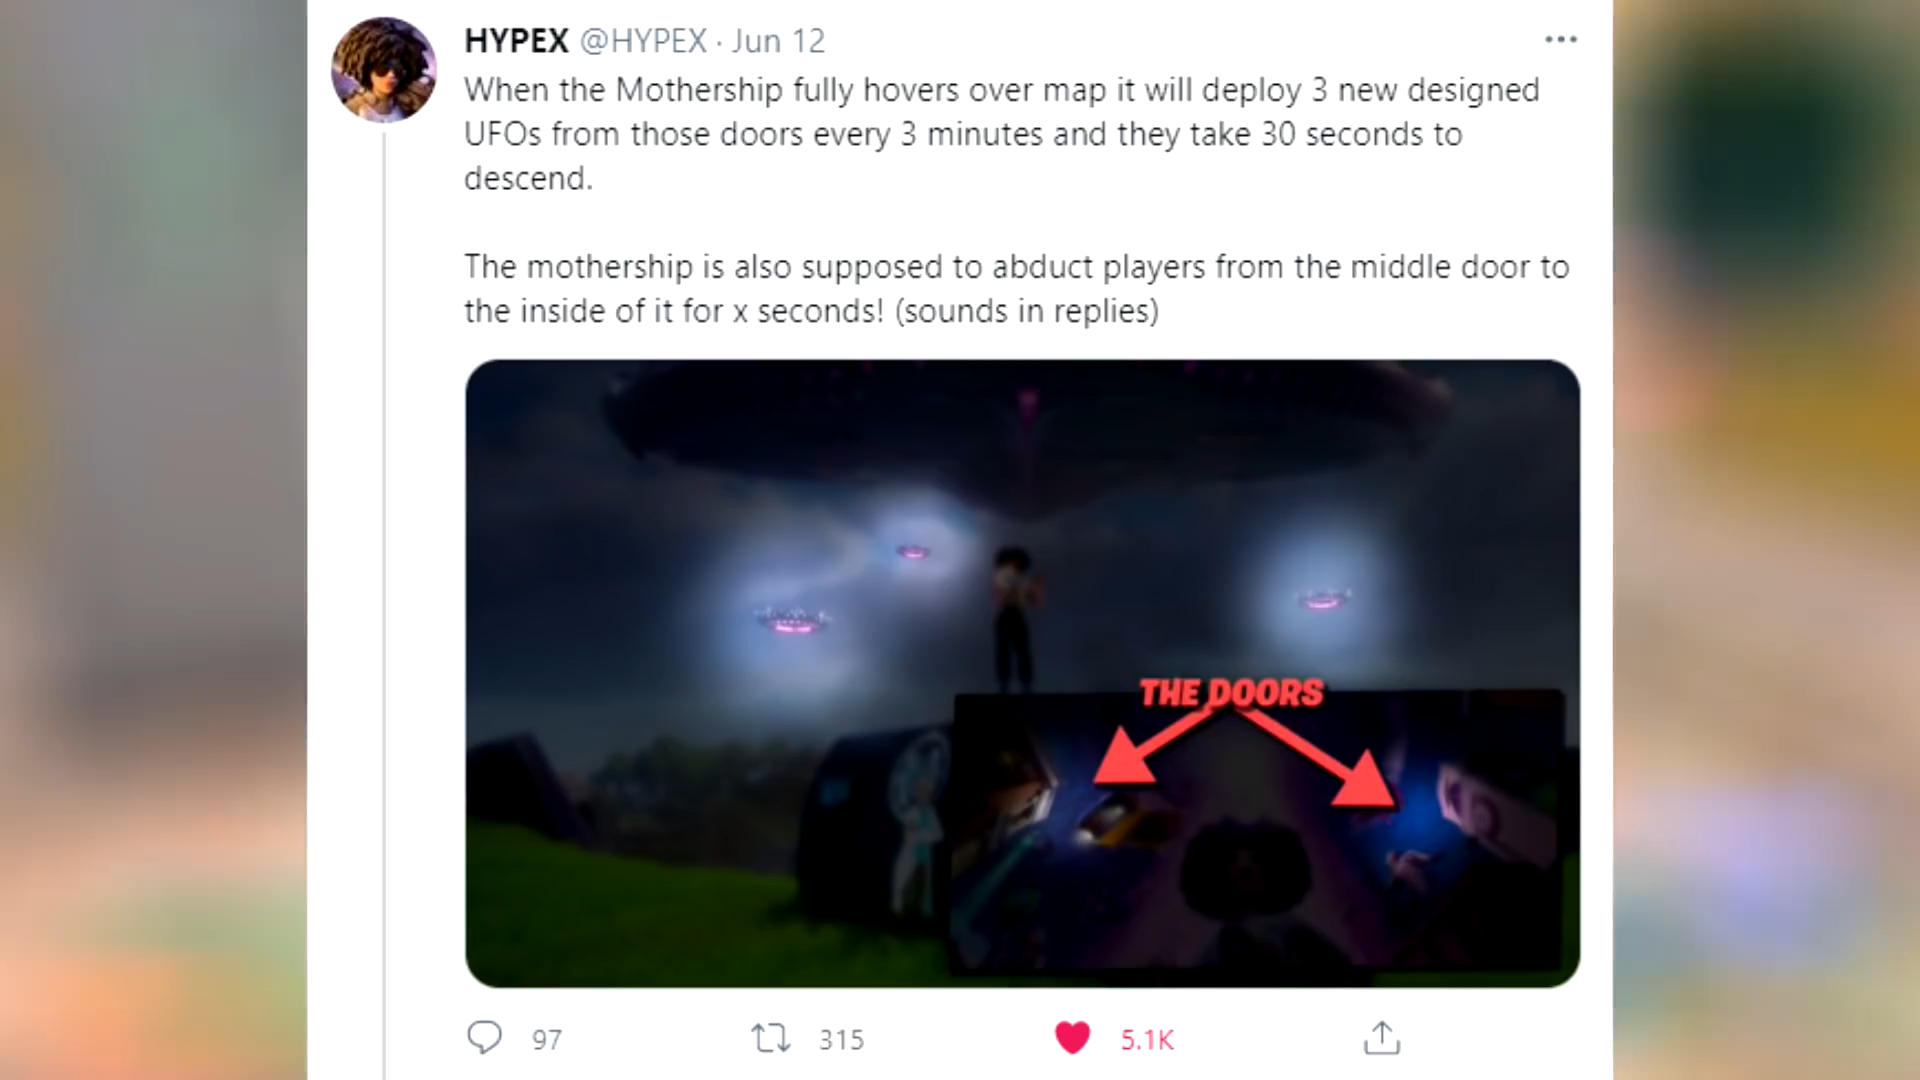 HYPEX @HYPEX · Jun 12
When the Mothership fully hovers over map it will deploy 3 new designed
UFOs from those doors every 3 minutes and they take 30 seconds to
descend.
The mothership is also supposed to abduct players from the middle door to
the inside of it for x seconds! (sounds in replies)
THE DOORS
97 315 5.1K